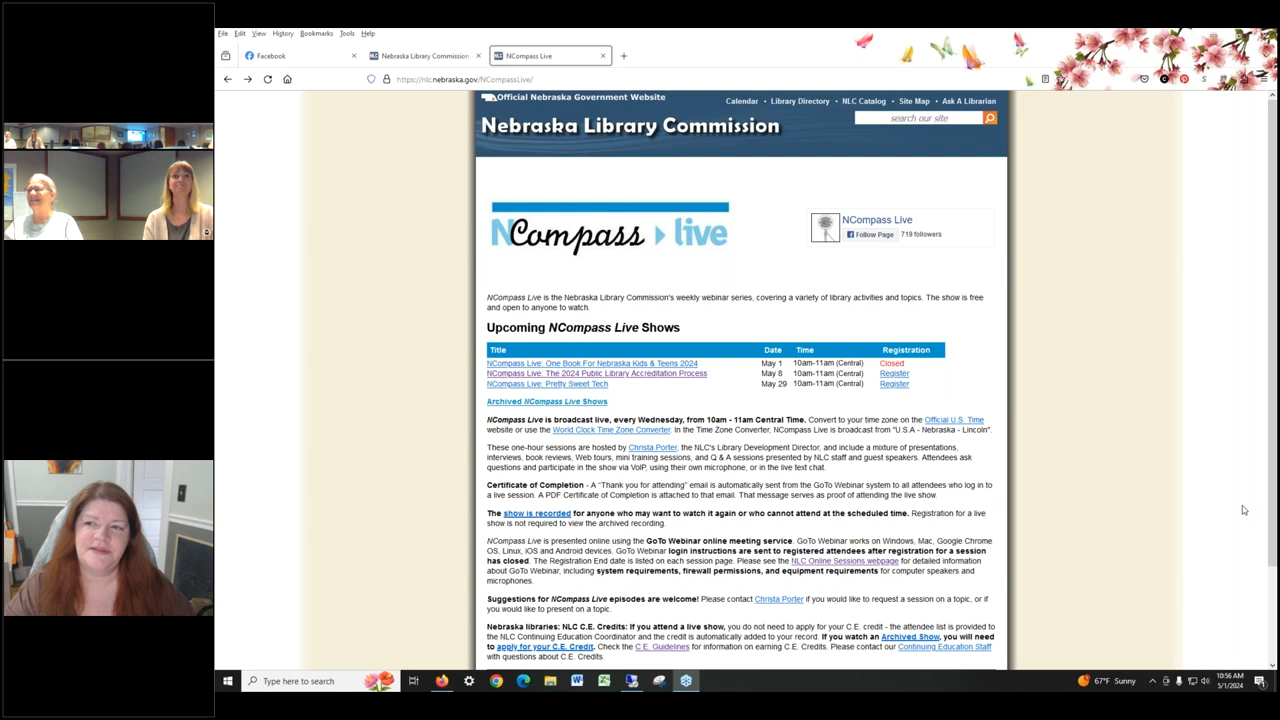 File Edit View History Bookmarks Tools Help
Facebook
Nebraska Library Commission
NCompass Live
https://nlc.nebraska.gov/NCompassLive/
Official Nebraska Government Website
Calendar • Library Directory • NLC Catalog • Site Map • Ask A Librarian
Nebraska Library Commission
search our site
NCompass live
NCompass Live
Follow Page 719 followers
NCompass Live is the Nebraska Library Commission's weekly webinar series, covering a variety of library activities and topics. The show is free
and open to anyone to watch.
Upcoming NCompass Live Shows
Title Date Time Registration
NCompass Live: One Book For Nebraska Kids & Teens 2024 May 1 10am-11am (Central) Closed
NCompass Live: The 2024 Public Library Accreditation Process May 8 10am-11am (Central) Register
NCompass Live: Pretty Sweet Tech May 29 10am-11am (Central) Register
Archived NCompass Live Shows
NCompass Live is broadcast live, every Wednesday, from 10am - 11am Central Time. Convert to your time zone on the Official U.S. Time
website or use the World Clock Time Zone Converter. In the Time Zone Converter, NCompass Live is broadcast from "U.S.A - Nebraska - Lincoln".
These one-hour sessions are hosted by Christa Porter, the NLC's Library Development Director, and include a mixture of presentations,
interviews, book reviews, Web tours, mini training sessions, and Q & A sessions presented by NLC staff and guest speakers. Attendees ask
questions and participate in the show via VoIP, using their own microphone, or in the live text chat.
Certificate of Completion - A "Thank you for attending" email is automatically sent from the GoTo Webinar system to all attendees who log in to
a live session. A PDF Certificate of Completion is attached to that email. That message serves as proof of attending the live show.
The show is recorded for anyone who may want to watch it again or who cannot attend at the scheduled time. Registration for a live
show is not required to view the archived recording.
NCompass Live is presented online using the GoTo Webinar online meeting service. GoTo Webinar works on Windows, Mac, Google Chrome
OS, Linux, iOS and Android devices. GoTo Webinar login instructions are sent to registered attendees after registration for a session
has closed. The Registration End date is listed on each session page. Please see the NLC Online Sessions webpage for detailed information
about GoTo Webinar, including system requirements, firewall permissions, and equipment requirements for computer speakers and
microphones.
Suggestions for NCompass Live episodes are welcome! Please contact Christa Porter if you would like to request a session on a topic, or if
you would like to present on a topic.
Nebraska libraries: NLC C.E. Credits: If you attend a live show, you do not need to apply for your C.E. credit - the attendee list is provided to
the NLC Continuing Education Coordinator and the credit is automatically added to your record. If you watch an Archived Show, you will need
to apply for your C.E. Credit. Check the C.E. Guidelines for information on earning C.E. Credits. Please contact our Continuing Education Staff
with questions about C.E. Credits.
Type here to search
67°F Sunny
10:56 AM
5/1/2024